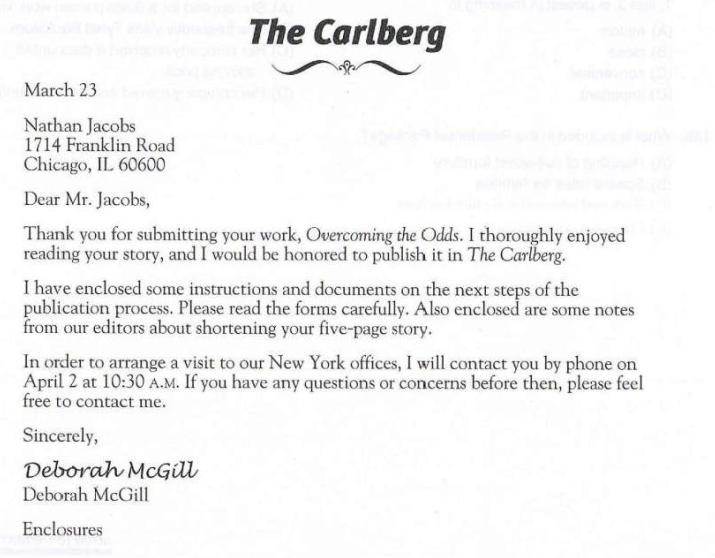 The Carlberg
March 23
Nathan Jacobs
1714 Franklin Road
Chicago, IL 60600
Dear Mr. Jacobs,
Thank you for submitting your work, Overcoming the Odds. I thoroughly enjoyed
reading your story, and I would be honored to publish it in The Carlberg.
I have enclosed some instructions and documents on the next steps of the
publication process. Please read the forms carefully. Also enclosed are some notes
from our editors about shortening your five-page story.
In order to arrange a visit to our New York offices, I will contact you by phone on
April 2 at 10:30 A.M. If you have any questions or concerns before then, please feel
free to contact me.
Sincerely,
Deborah McGill
Deborah McGill
Enclosures